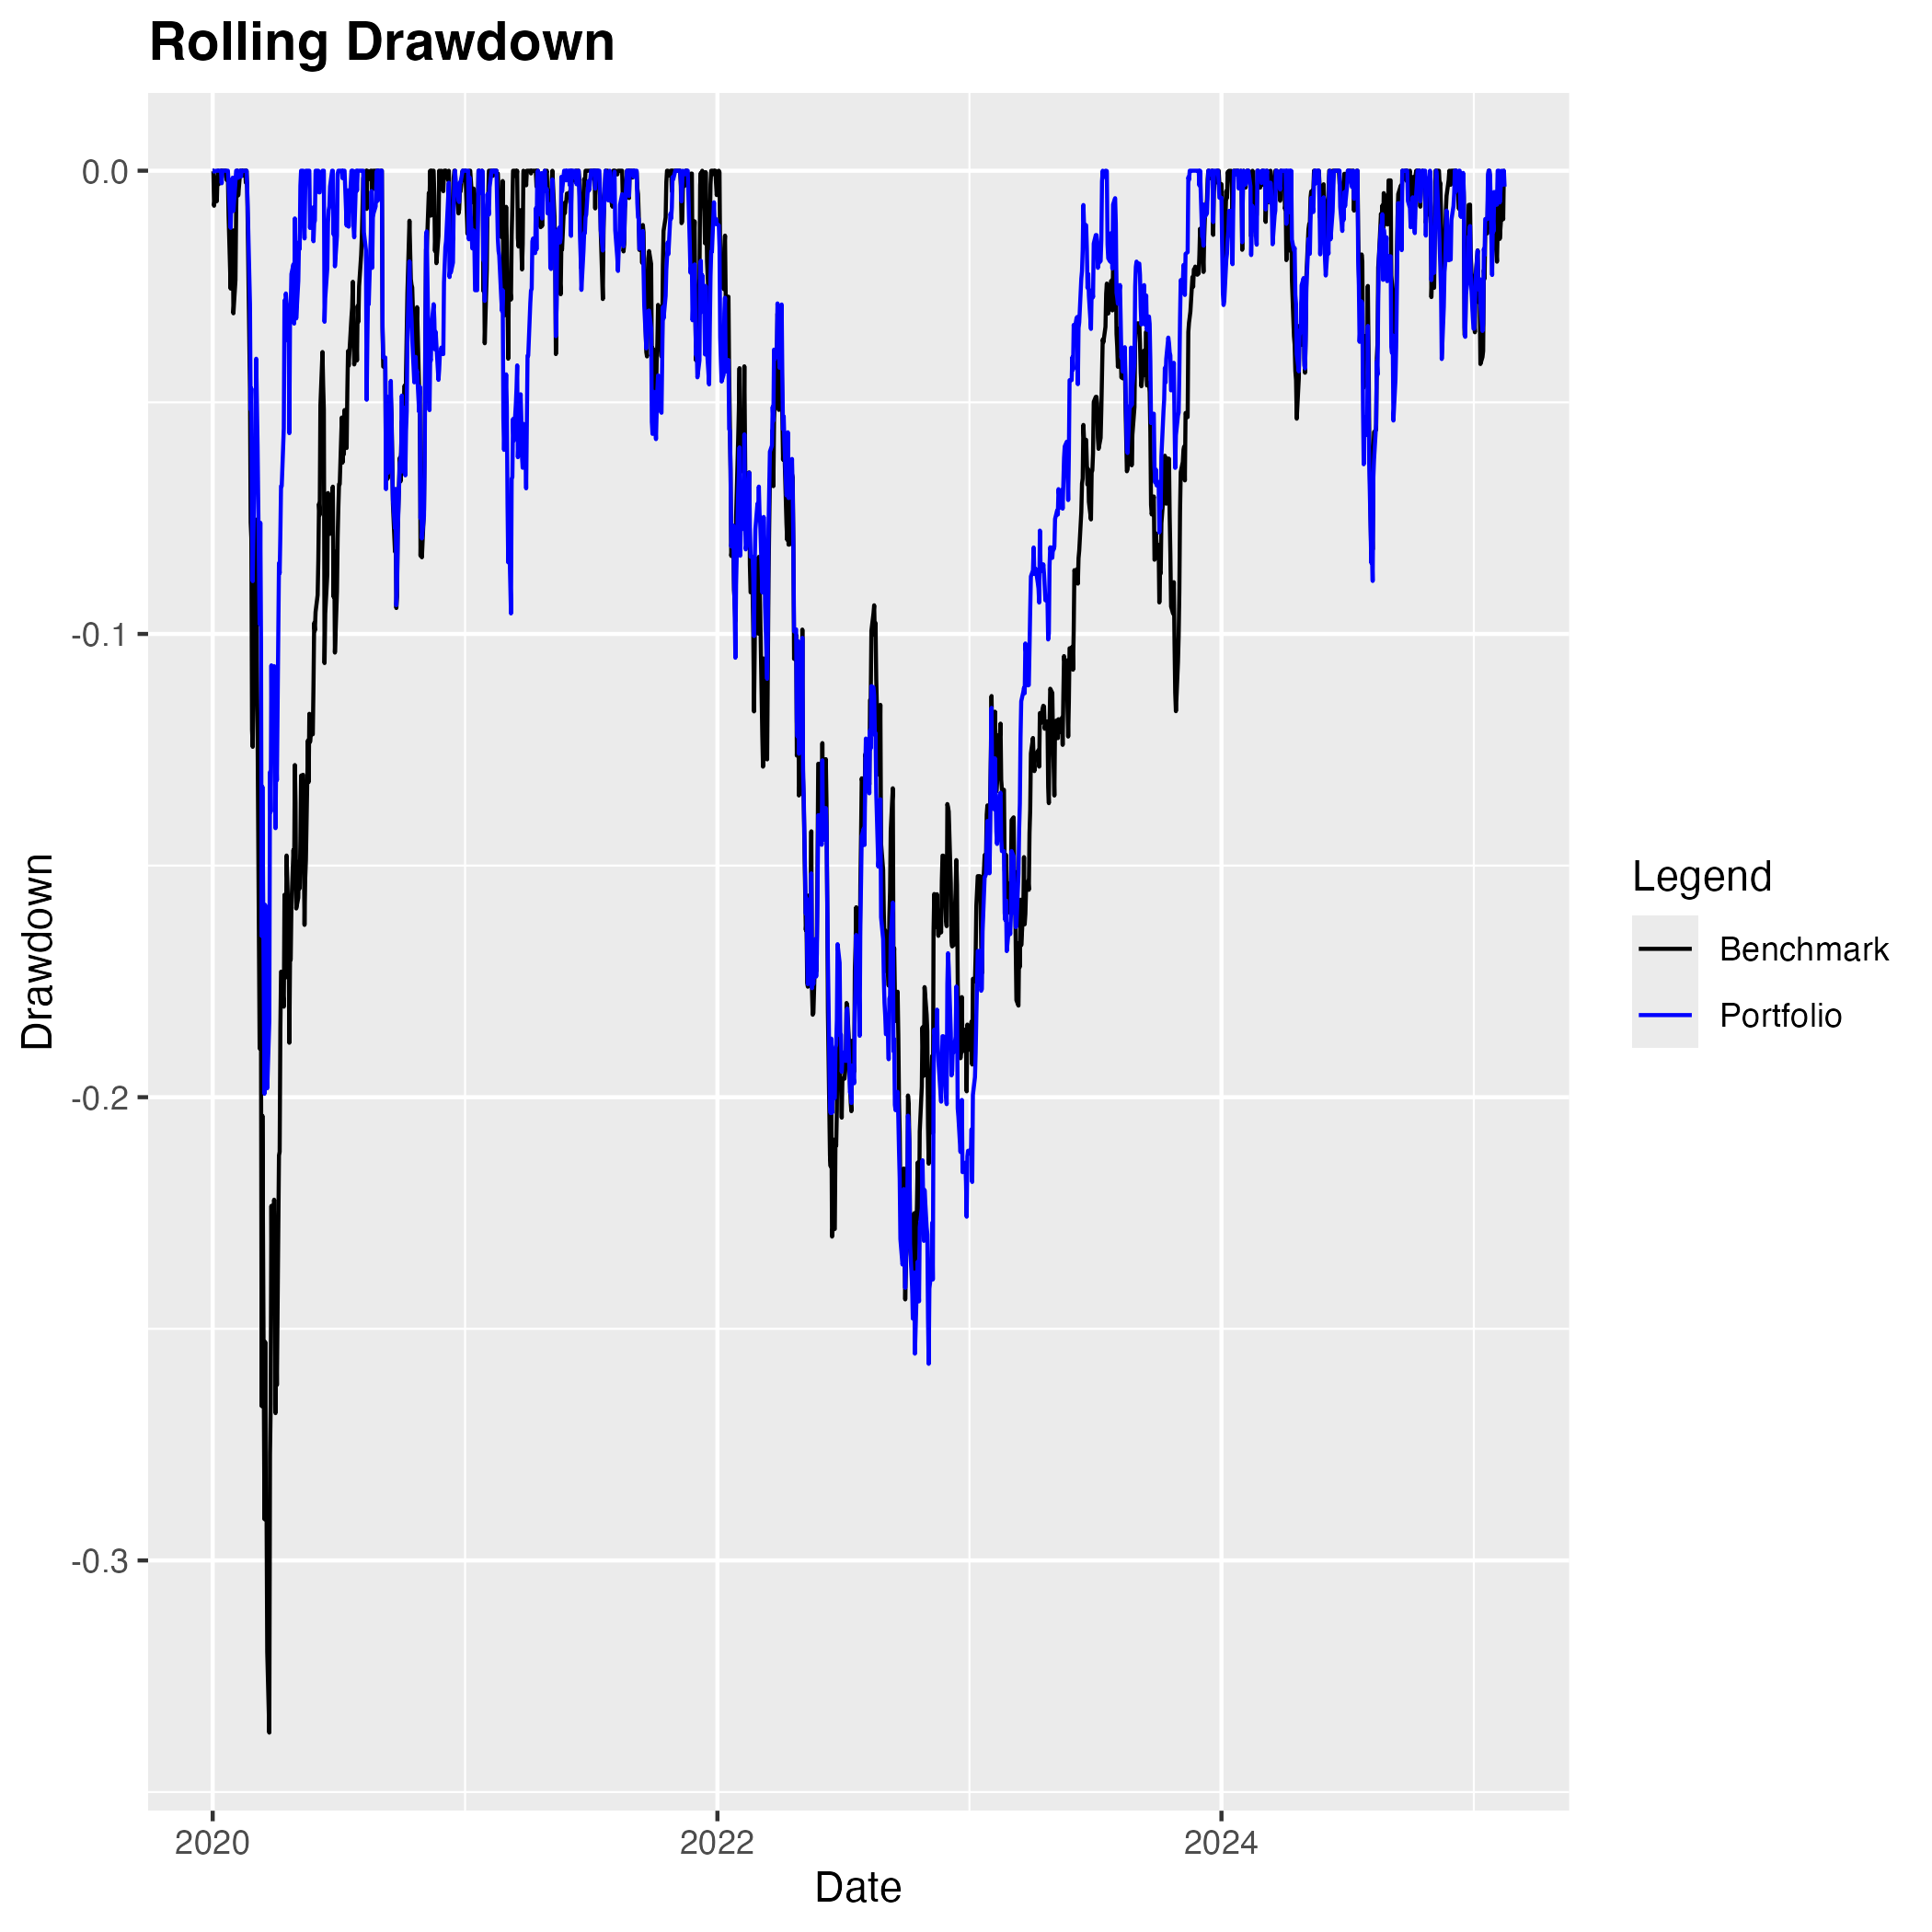 Rolling Drawdown
0.0
-0.1
-0.2
-0.3
Drawdown
2020
2022
2024
Date
Legend
Benchmark
Portfolio